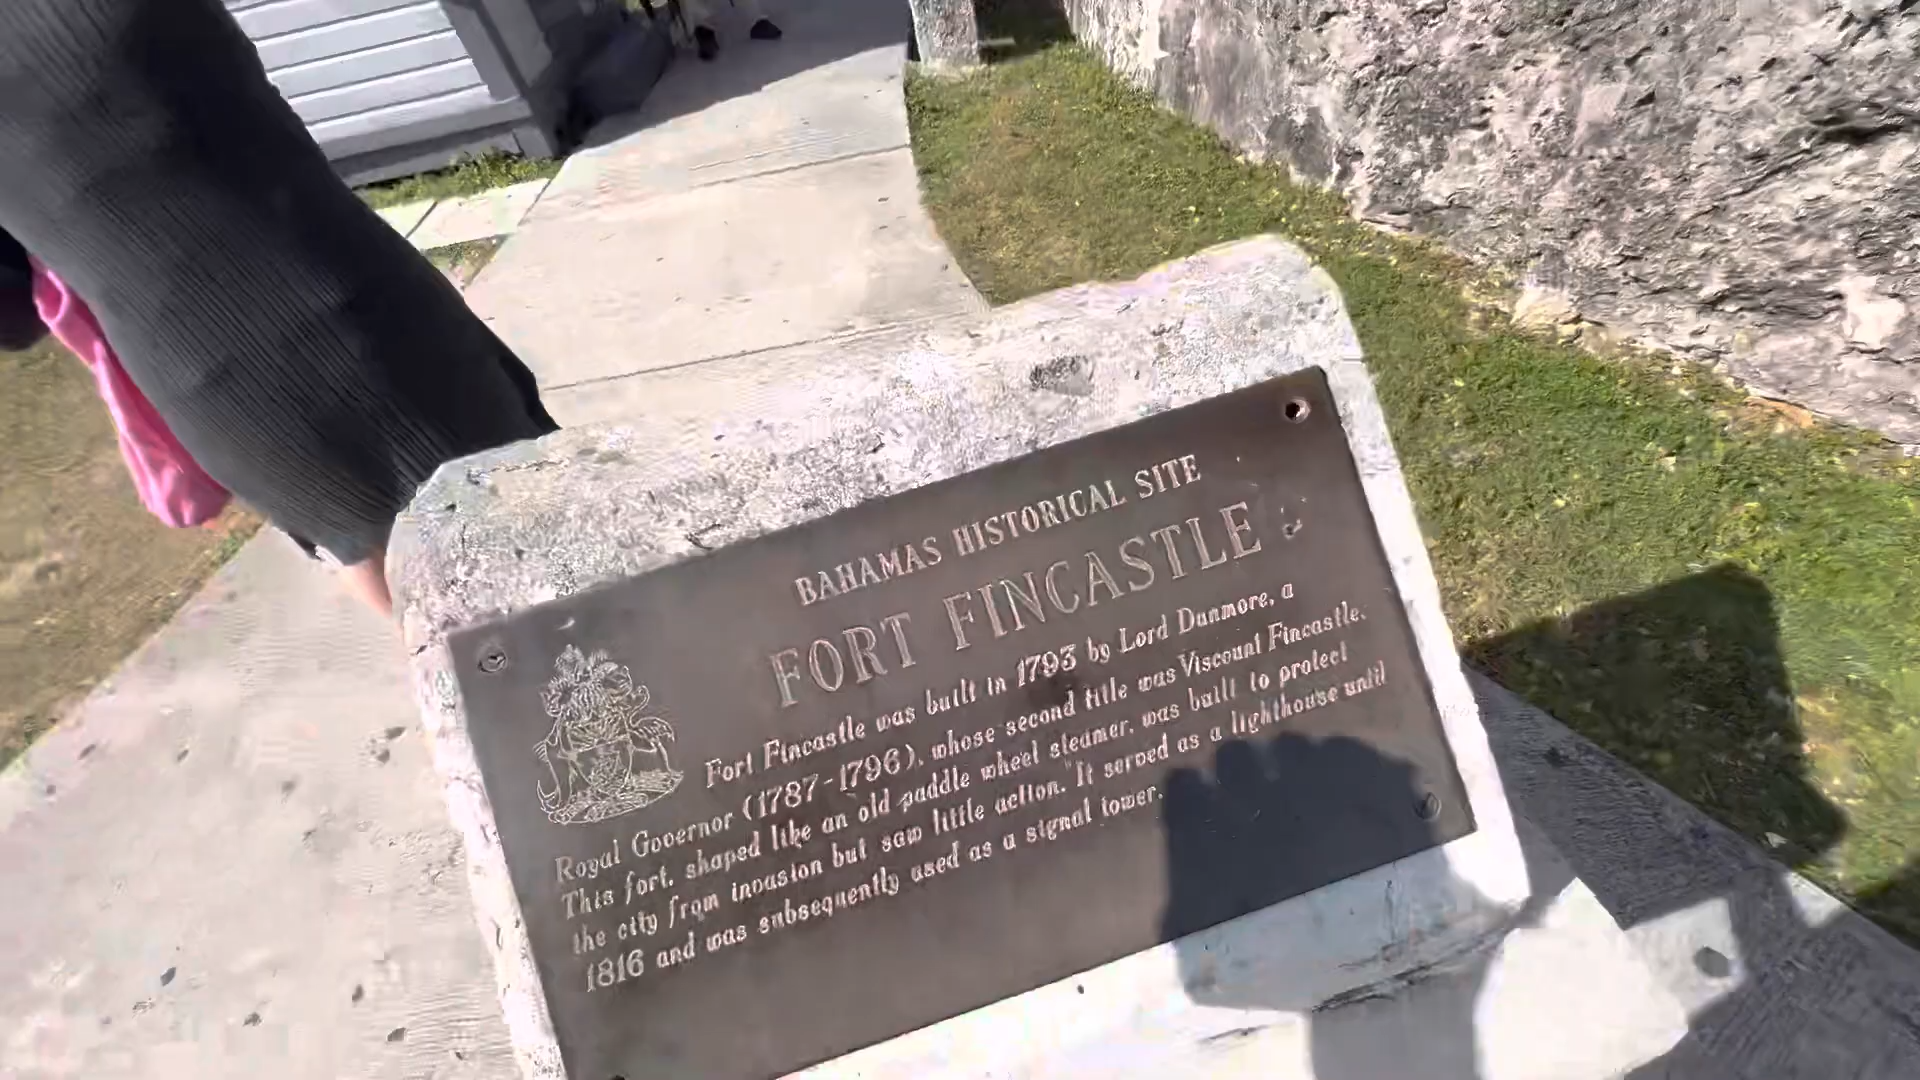 BAHAMAS HISTORICAL SITE
FORT FINCASTLE
Fort Fincastle was built in 1793 by Lord Dunmore, a
Royal Governor (1787-1796), whose second title was Viscount Fincastle.
This fort, shaped like an old paddle wheel steamer, was built to protect
the city from invasion but saw little action. It served as a lighthouse until
1816 and was subsequently used as a signal tower.